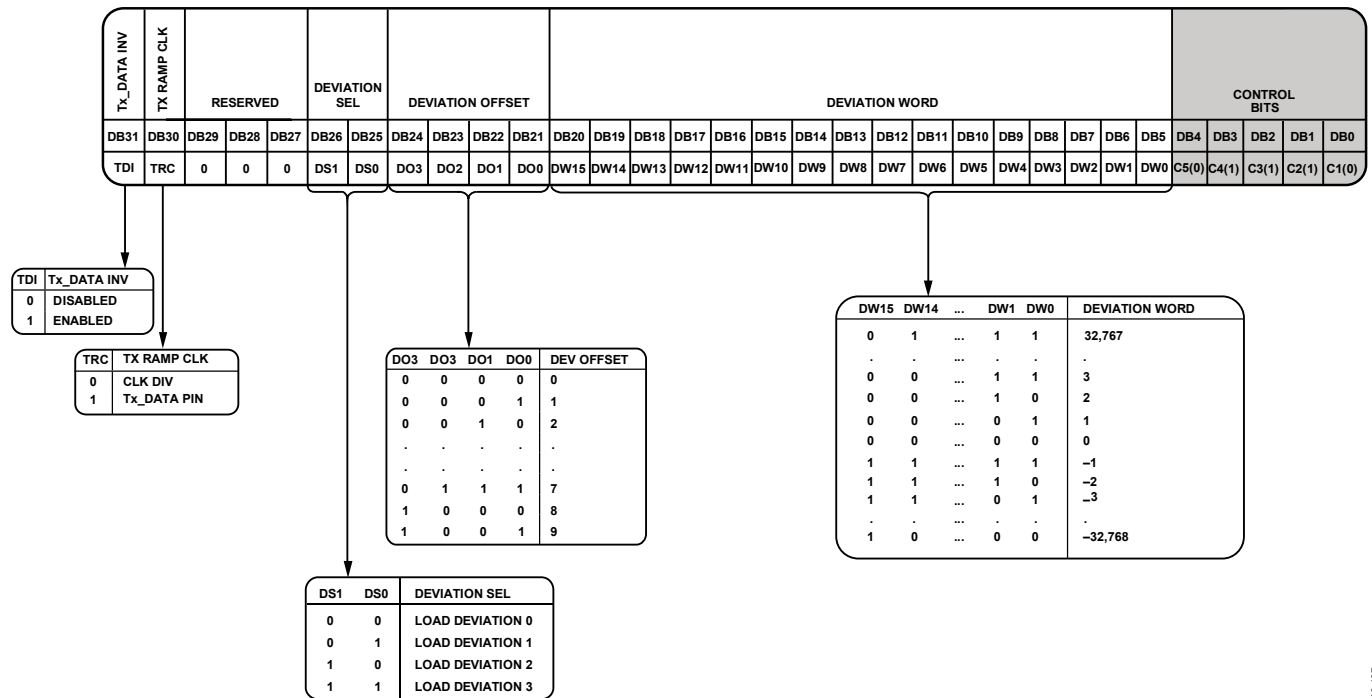 Tx_DATA INV
TX RAMP CLK
RESERVED
DEVIATION SEL
DEVIATION OFFSET
DEVIATION WORD
CONTROL BITS
DB31 DB30 DB29 DB28 DB27 DB26 DB25 DB24 DB23 DB22 DB21 DB20 DB19 DB18 DB17 DB16 DB15 DB14 DB13 DB12 DB11 DB10 DB9 DB8 DB7 DB6 DB5 DB4 DB3 DB2 DB1 DB0
TDI TRC 0 0 0 DS1 DS0 DO3 DO2 DO1 DO0 DW15 DW14 DW13 DW12 DW11 DW10 DW9 DW8 DW7 DW6 DW5 DW4 DW3 DW2 DW1 DW0 C5(0) C4(1) C3(1) C2(1) C1(0)
TDI Tx_DATA INV
0 DISABLED
1 ENABLED
TRC TX RAMP CLK
0 CLK DIV
1 Tx_DATA PIN
DO3 DO3 DO1 DO0 DEV OFFSET
0 0 0 0 0
0 0 0 1 1
0 0 1 0 2
. . . . .
. . . . .
0 1 1 1 7
1 0 0 0 8
1 0 0 1 9
DW15 DW14 ... DW1 DW0 DEVIATION WORD
0 1 ... 1 1 32,767
. . ... . . .
0 0 ... 1 1 3
0 0 ... 1 0 2
0 0 ... 0 1 1
0 0 ... 0 0 0
1 1 ... 1 1 –1
1 1 ... 1 0 –2
1 1 ... 0 1 –3
. . ... . . .
1 0 ... 0 0 –32,768
DS1 DS0 DEVIATION SEL
0 0 LOAD DEVIATION 0
0 1 LOAD DEVIATION 1
1 0 LOAD DEVIATION 2
1 1 LOAD DEVIATION 3